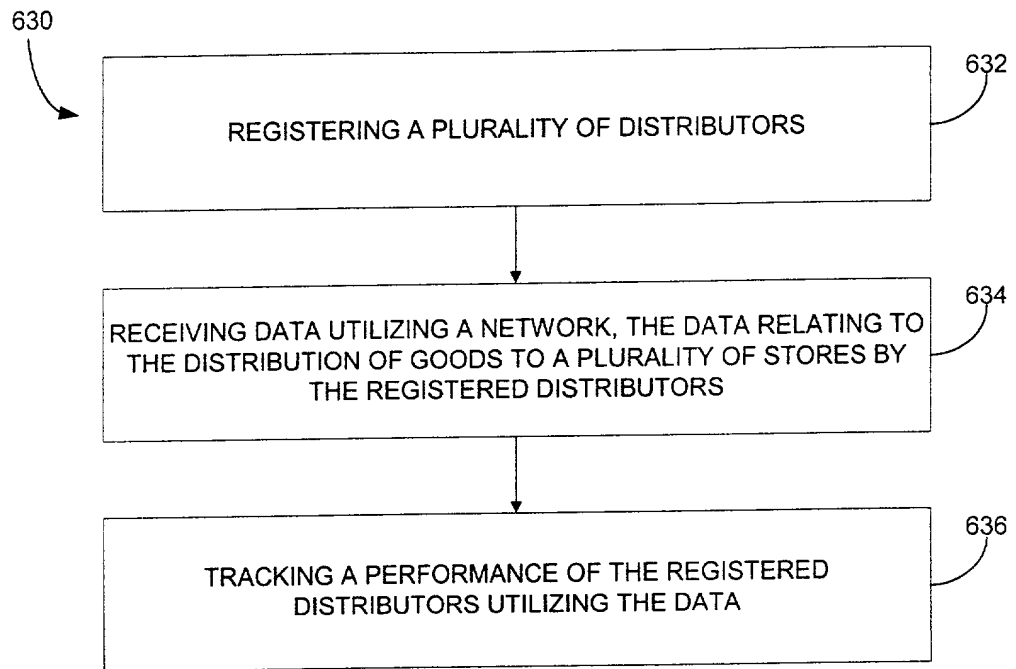 630
632
REGISTERING A PLURALITY OF DISTRIBUTORS
634
RECEIVING DATA UTILIZING A NETWORK, THE DATA RELATING TO
THE DISTRIBUTION OF GOODS TO A PLURALITY OF STORES BY
THE REGISTERED DISTRIBUTORS
636
TRACKING A PERFORMANCE OF THE REGISTERED
DISTRIBUTORS UTILIZING THE DATA